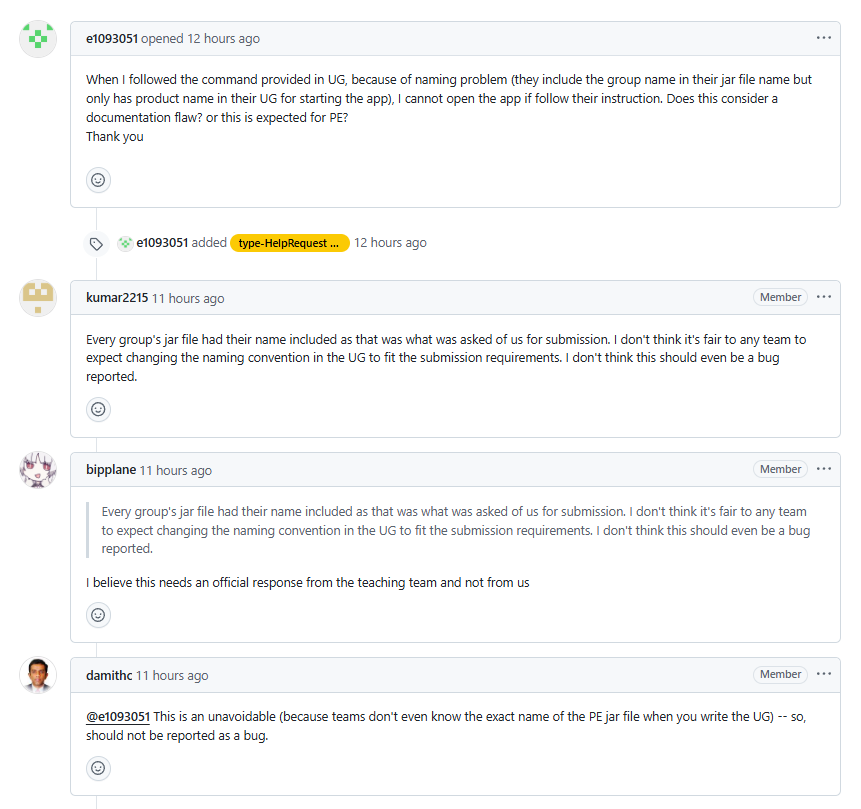 e1093051 opened 12 hours ago
When I followed the command provided in UG, because of naming problem (they include the group name in their jar file name but
only has product name in their UG for starting the app), I cannot open the app if follow their instruction. Does this consider a
documentation flaw? or this is expected for PE?
Thank you
e1093051 added type-HelpRequest ... 12 hours ago
kumar2215 11 hours ago Member
Every group's jar file had their name included as that was what was asked of us for submission. I don't think it's fair to any team to
expect changing the naming convention in the UG to fit the submission requirements. I don't think this should even be a bug
reported.
bipplane 11 hours ago Member
Every group's jar file had their name included as that was what was asked of us for submission. I don't think it's fair to any team
to expect changing the naming convention in the UG to fit the submission requirements. I don't think this should even be a bug
reported.
I believe this needs an official response from the teaching team and not from us
damithc 11 hours ago Member
@e1093051 This is an unavoidable (because teams don't even know the exact name of the PE jar file when you write the UG) -- so,
should not be reported as a bug.